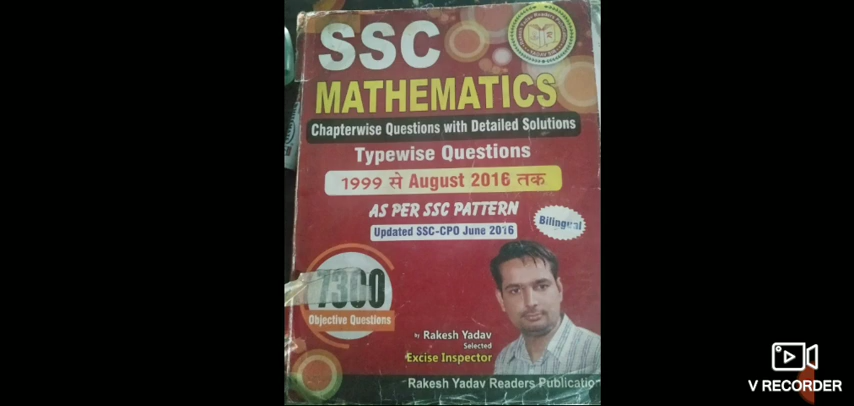 SSC
MATHEMATICS
Chapterwise Questions with Detailed Solutions
Typewise Questions
1999 से August 2016 तक
AS PER SSC PATTERN
Updated SSC-CPO June 2016
Bilingual
7300
Objective Questions
by Rakesh Yadav
Selected
Excise Inspector
Rakesh Yadav Readers Publicatio
V RECORDER